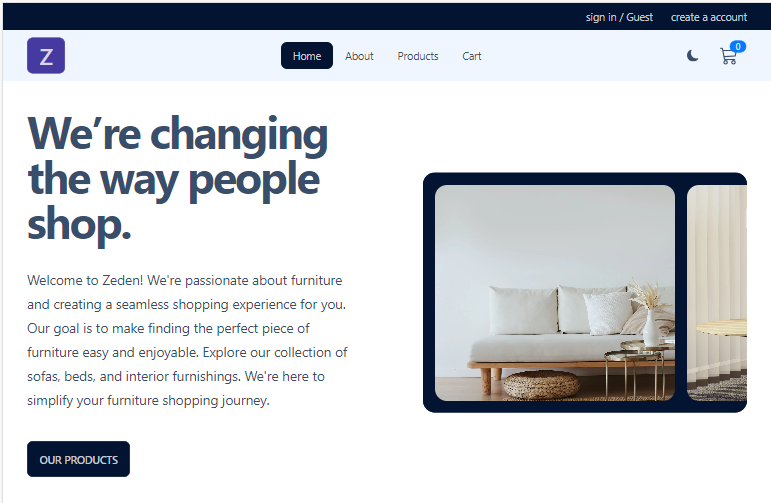 sign in / Guest create a account
Z Home About Products Cart 0
We're changing
the way people
shop.
Welcome to Zeden! We're passionate about furniture
and creating a seamless shopping experience for you.
Our goal is to make finding the perfect piece of
furniture easy and enjoyable. Explore our collection of
sofas, beds, and interior furnishings. We're here to
simplify your furniture shopping journey.
OUR PRODUCTS